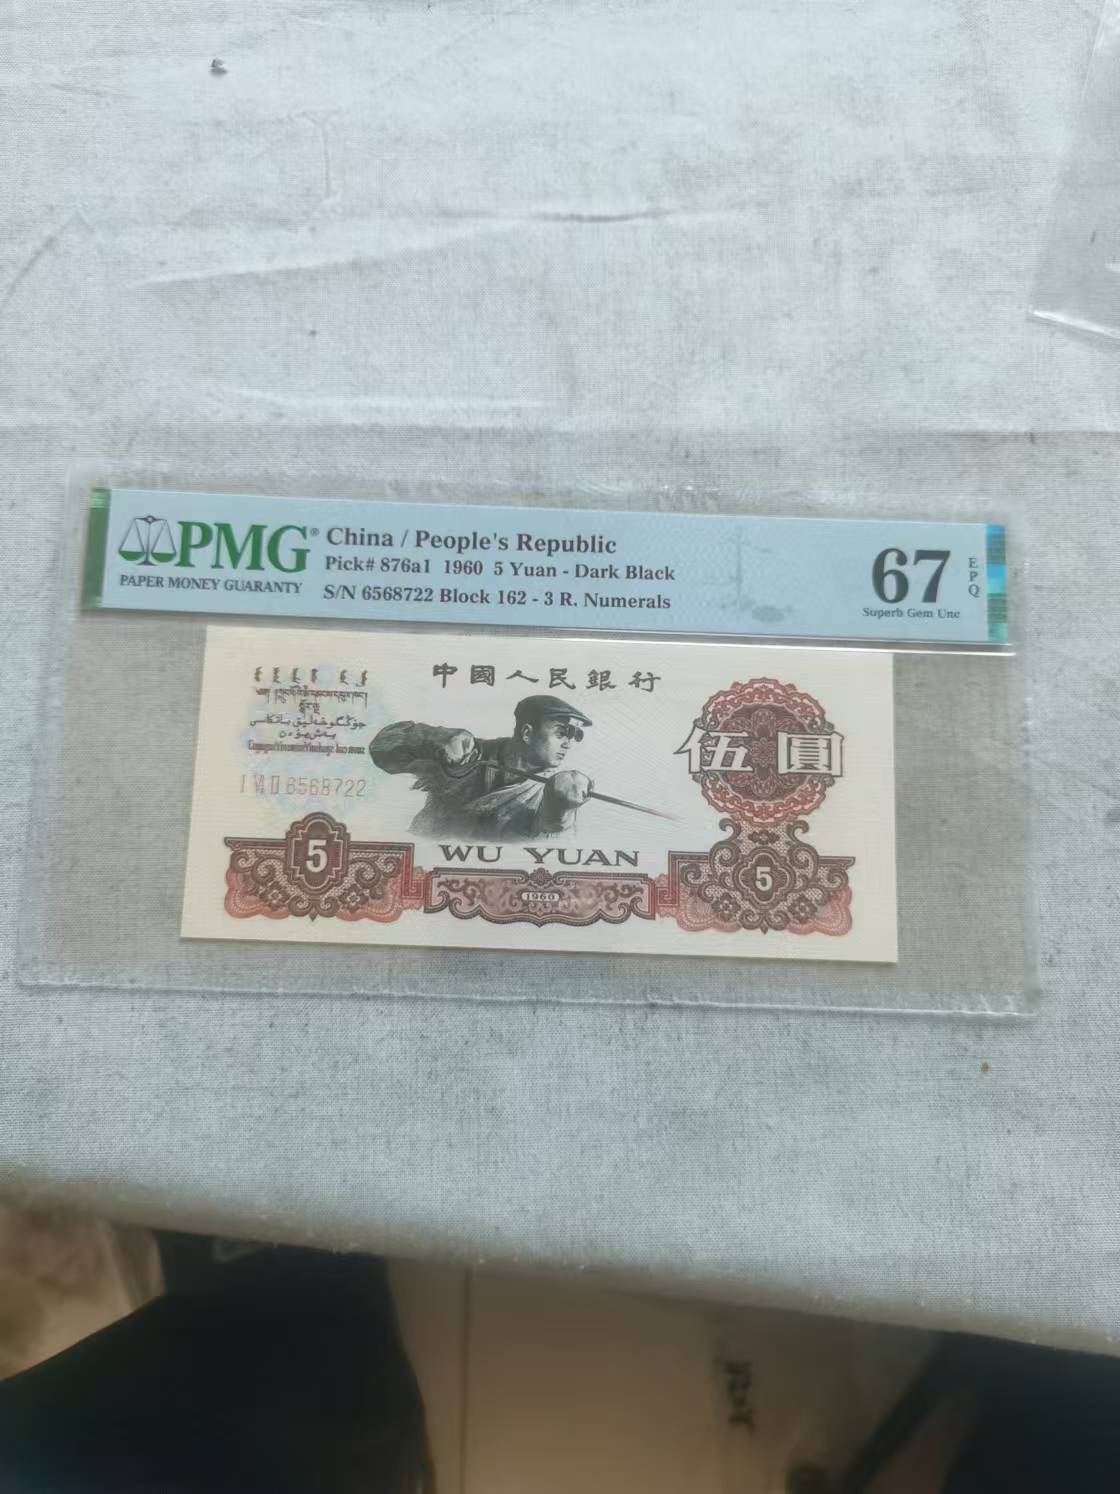 PMG®
PAPER MONEY GUARANTY
China / People's Republic
Pick# 876a1 1960 5 Yuan - Dark Black
S/N 6568722 Block 162 - 3 R. Numerals
67
EPQ
Superb Gem Unc
中國人民銀行
伍圓
I VI II 6568722
5
WU YUAN
1960
5